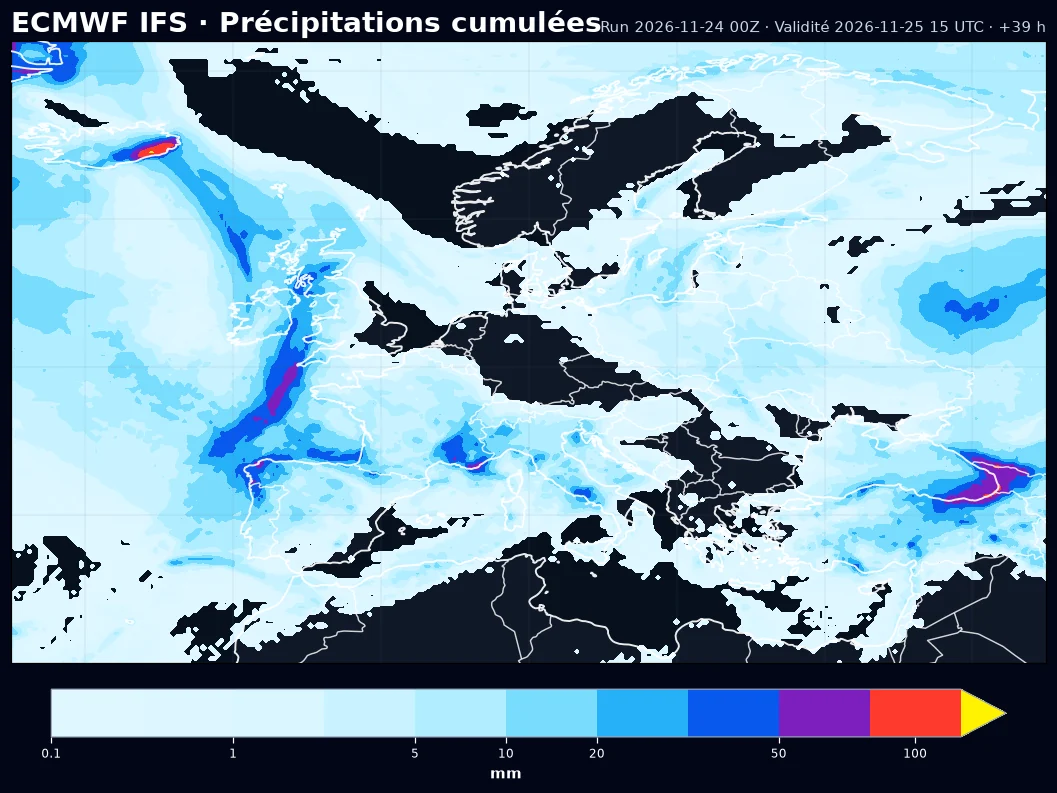 ECMWF IFS · Précipitations cumulées
Run 2026-11-24 00Z · Validité 2026-11-25 15 UTC · +39 h
0.1 1 5 10 20 50 100
mm